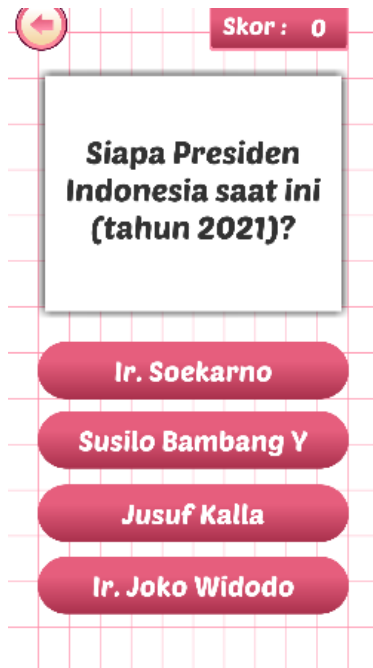 Skor : 0
Siapa Presiden
Indonesia saat ini
(tahun 2021)?
Ir. Soekarno
Susilo Bambang Y
Jusuf Kalla
Ir. Joko Widodo